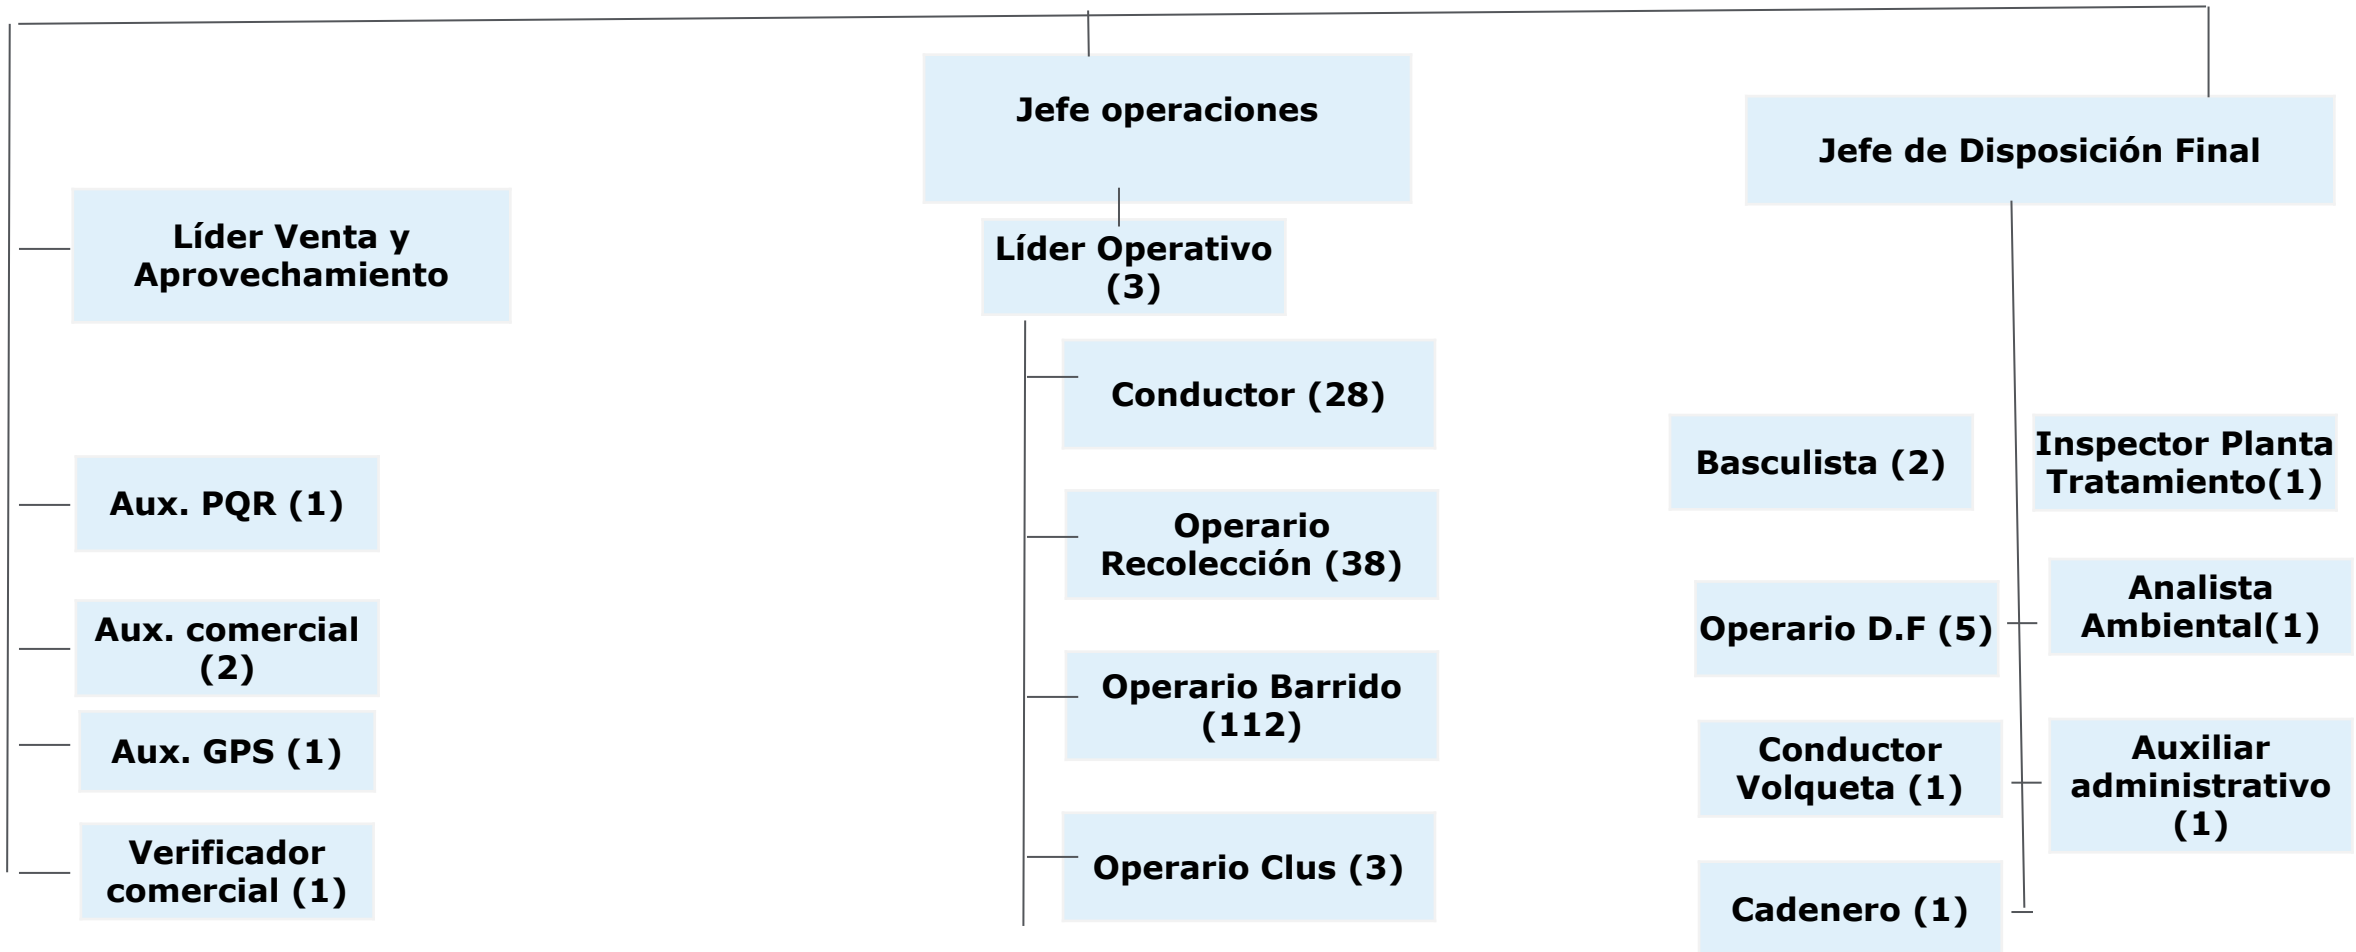 Líder Venta y
Aprovechamiento
Aux. PQR (1)
Aux. comercial
(2)
Aux. GPS (1)
Verificador
comercial (1)
Jefe operaciones
Líder Operativo
(3)
Conductor (28)
Operario
Recolección (38)
Operario Barrido
(112)
Operario Clus (3)
Jefe de Disposición Final
Basculista (2)
Operario D.F (5)
Conductor
Volqueta (1)
Cadenero (1)
Inspector Planta
Tratamiento(1)
Analista
Ambiental(1)
Auxiliar
administrativo
(1)